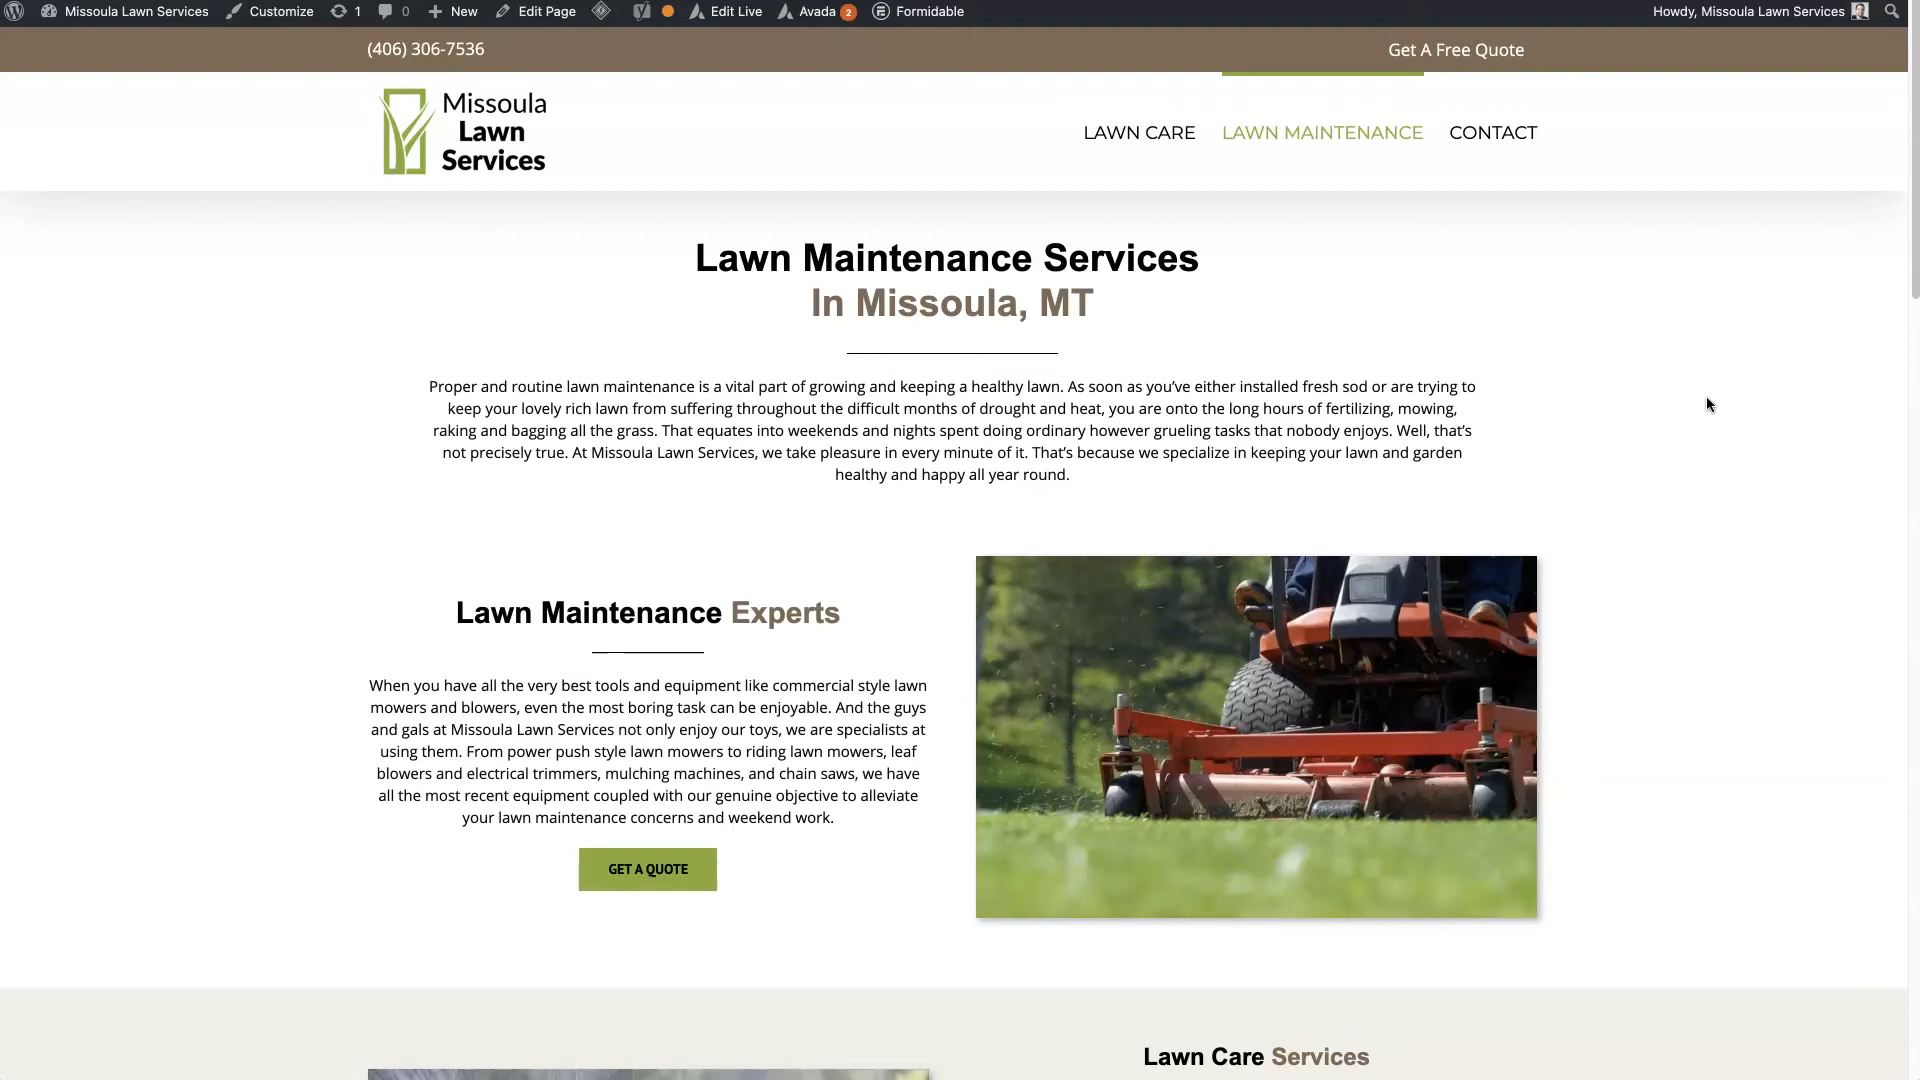 Missoula Lawn Services Customize 1 0 New Edit Page Edit Live Avada 2 Formidable Howdy, Missoula Lawn Services
(406) 306-7536 Get A Free Quote
Missoula
Lawn
Services
LAWN CARE LAWN MAINTENANCE CONTACT
Lawn Maintenance Services
In Missoula, MT
Proper and routine lawn maintenance is a vital part of growing and keeping a healthy lawn. As soon as you’ve either installed fresh sod or are trying to
keep your lovely rich lawn from suffering throughout the difficult months of drought and heat, you are onto the long hours of fertilizing, mowing,
raking and bagging all the grass. That equates into weekends and nights spent doing ordinary however grueling tasks that nobody enjoys. Well, that’s
not precisely true. At Missoula Lawn Services, we take pleasure in every minute of it. That’s because we specialize in keeping your lawn and garden
healthy and happy all year round.
Lawn Maintenance Experts
When you have all the very best tools and equipment like commercial style lawn
mowers and blowers, even the most boring task can be enjoyable. And the guys
and gals at Missoula Lawn Services not only enjoy our toys, we are specialists at
using them. From power push style lawn mowers to riding lawn mowers, leaf
blowers and electrical trimmers, mulching machines, and chain saws, we have
all the most recent equipment coupled with our genuine objective to alleviate
your lawn maintenance concerns and weekend work.
GET A QUOTE
Lawn Care Services